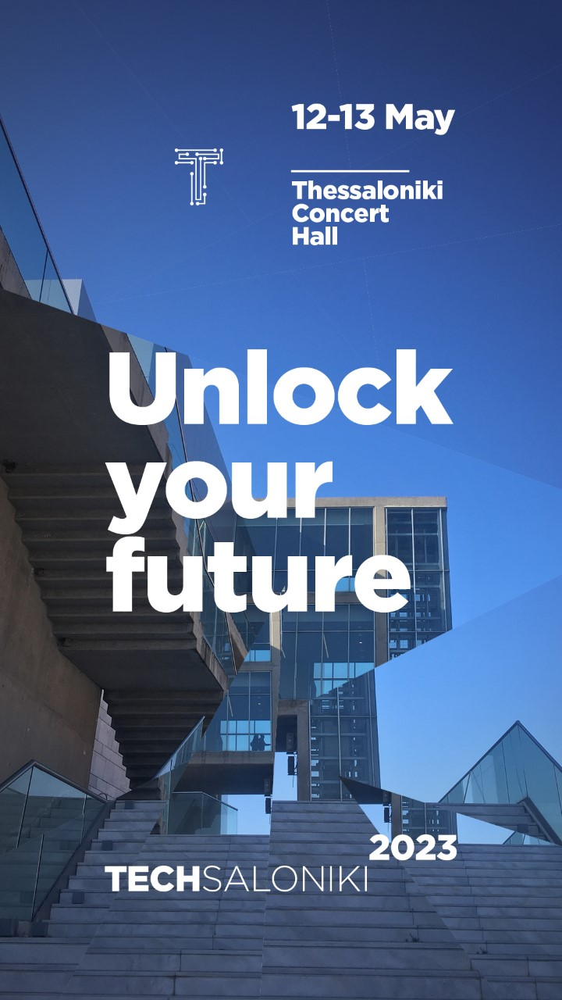 12-13 May
Thessaloniki
Concert
Hall
Unlock
your
future
2023
TECHSALONIKI